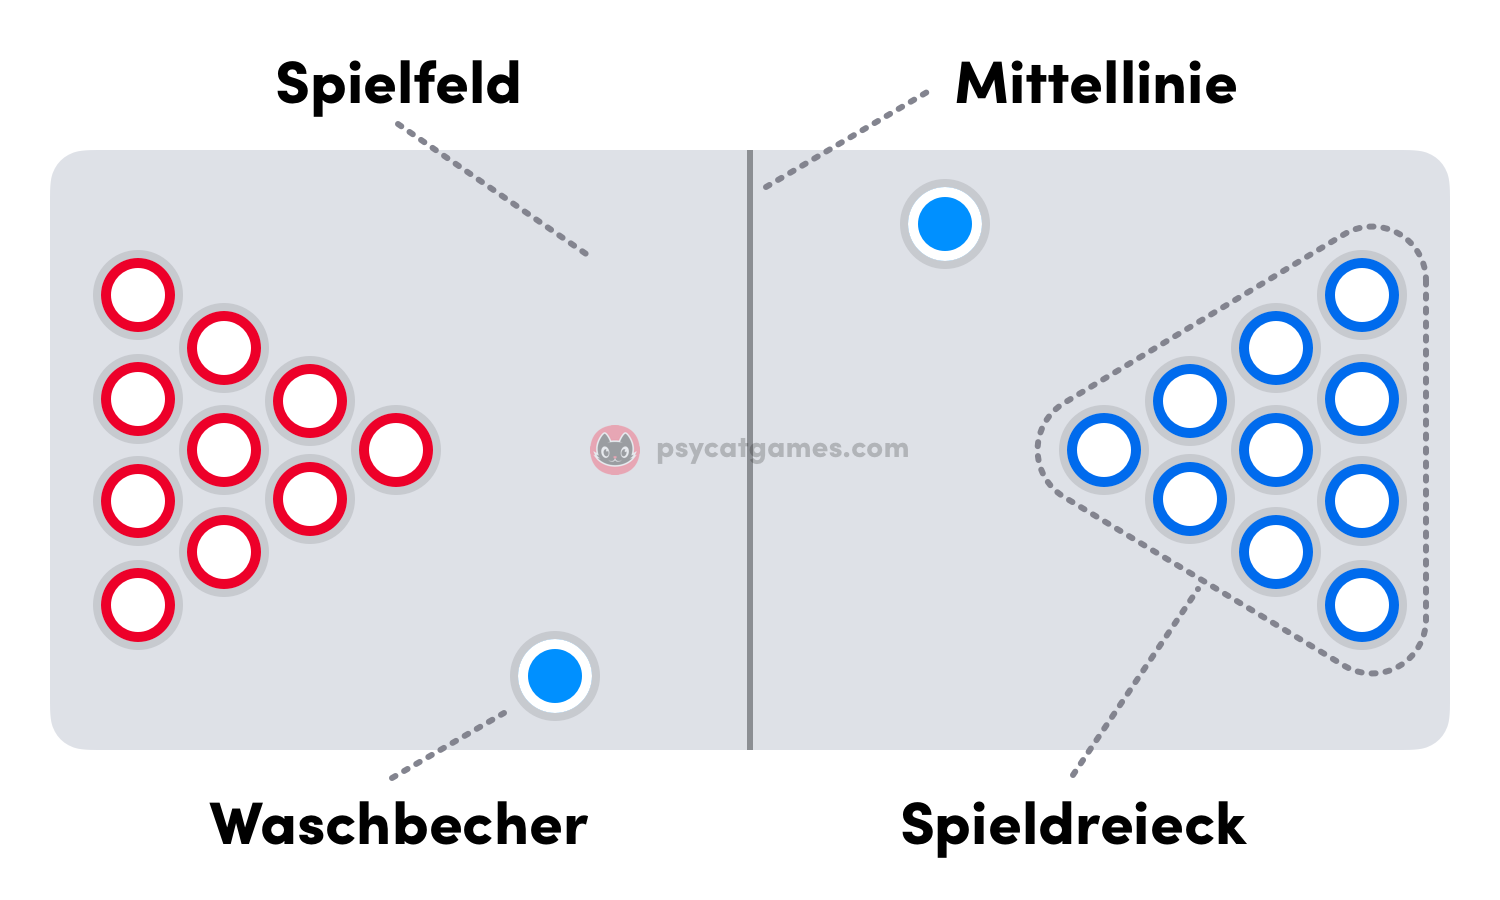 Spielfeld
Mittellinie
psycatgames.com
Waschbecher
Spieldreieck